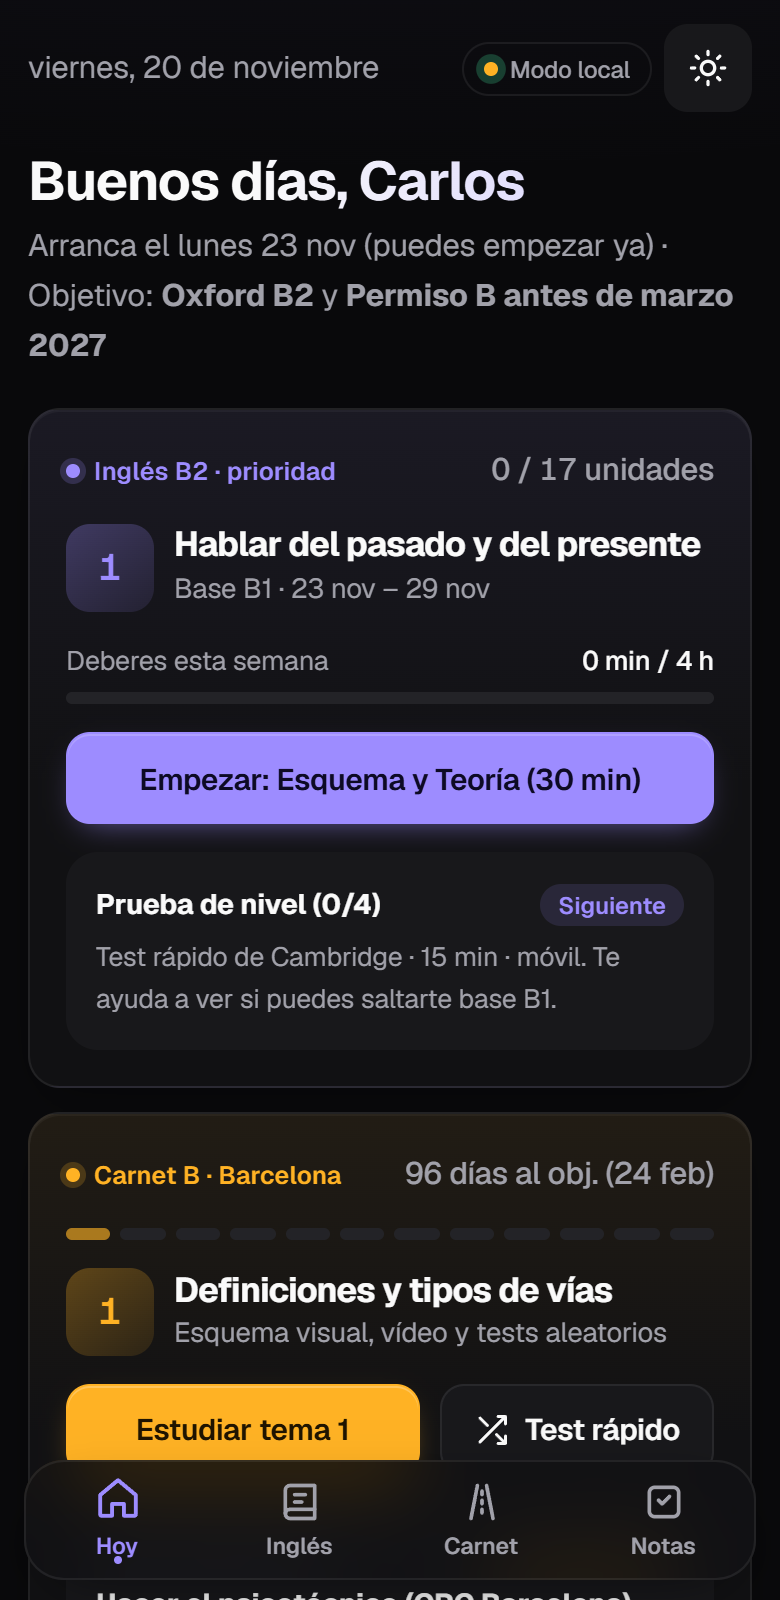 viernes, 20 de noviembre
Modo local
Buenos días, Carlos
Arranca el lunes 23 nov (puedes empezar ya) ·
Objetivo: Oxford B2 y Permiso B antes de marzo
2027
Inglés B2 · prioridad
0 / 17 unidades
1
Hablar del pasado y del presente
Base B1 · 23 nov – 29 nov
Deberes esta semana
0 min / 4 h
Empezar: Esquema y Teoría (30 min)
Prueba de nivel (0/4)
Siguiente
Test rápido de Cambridge · 15 min · móvil. Te
ayuda a ver si puedes saltarte base B1.
Carnet B · Barcelona
96 días al obj. (24 feb)
1
Definiciones y tipos de vías
Esquema visual, vídeo y tests aleatorios
Estudiar tema 1
Test rápido
Hoy
Inglés
Carnet
Notas
Hacer el psicotécnico (CRC Barcelona)